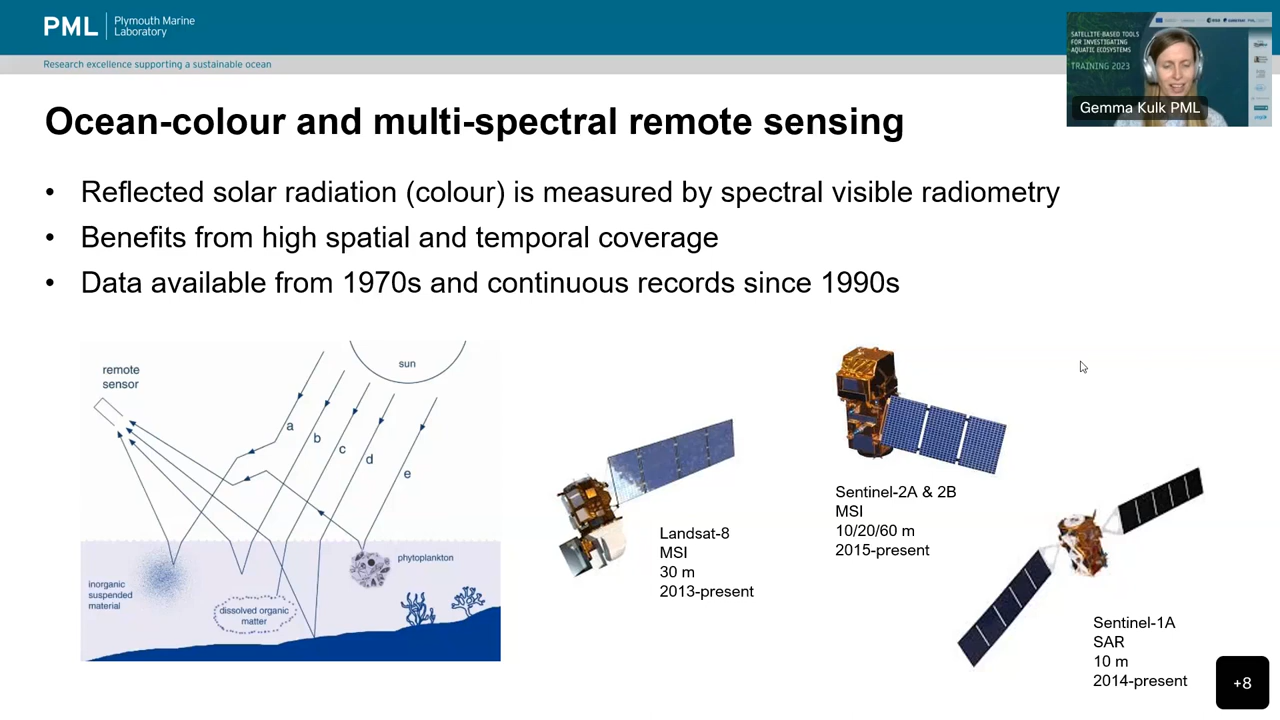 PML
Plymouth Marine
Laboratory
Research excellence supporting a sustainable ocean
SATELLITE-BASED TOOLS
FOR INVESTIGATING
AQUATIC ECOSYSTEMS
TRAINING 2023
Gemma Kulk PML
Ocean-colour and multi-spectral remote sensing
• Reflected solar radiation (colour) is measured by spectral visible radiometry
• Benefits from high spatial and temporal coverage
• Data available from 1970s and continuous records since 1990s
remote
sensor
sun
a
b
c
d
e
phytoplankton
inorganic
suspended
material
dissolved organic
matter
Landsat-8
MSI
30 m
2013-present
Sentinel-2A & 2B
MSI
10/20/60 m
2015-present
Sentinel-1A
SAR
10 m
2014-present
+8